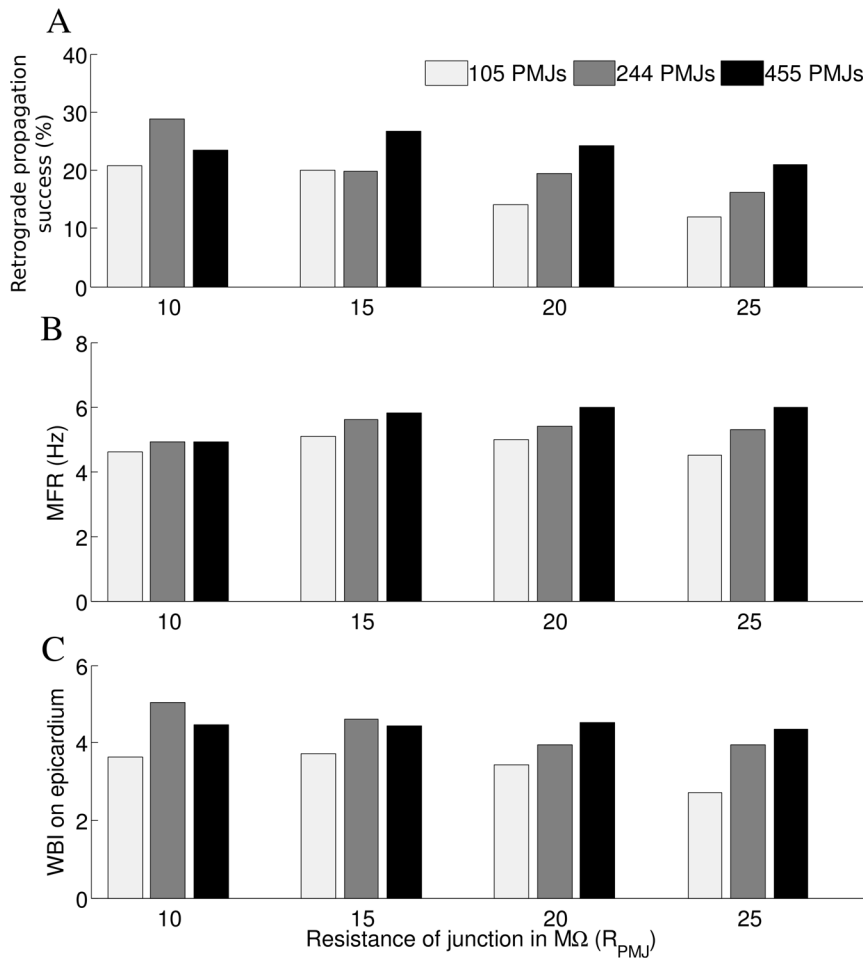 A
Retrograde propagation
success (%)
40
30
20
10
0
105 PMJs 244 PMJs 455 PMJs
10 15 20 25
B
MFR (Hz)
8
6
4
2
0
10 15 20 25
C
WBI on epicardium
6
4
2
0
10 15 20 25
Resistance of junction in MΩ (R_PMJ)